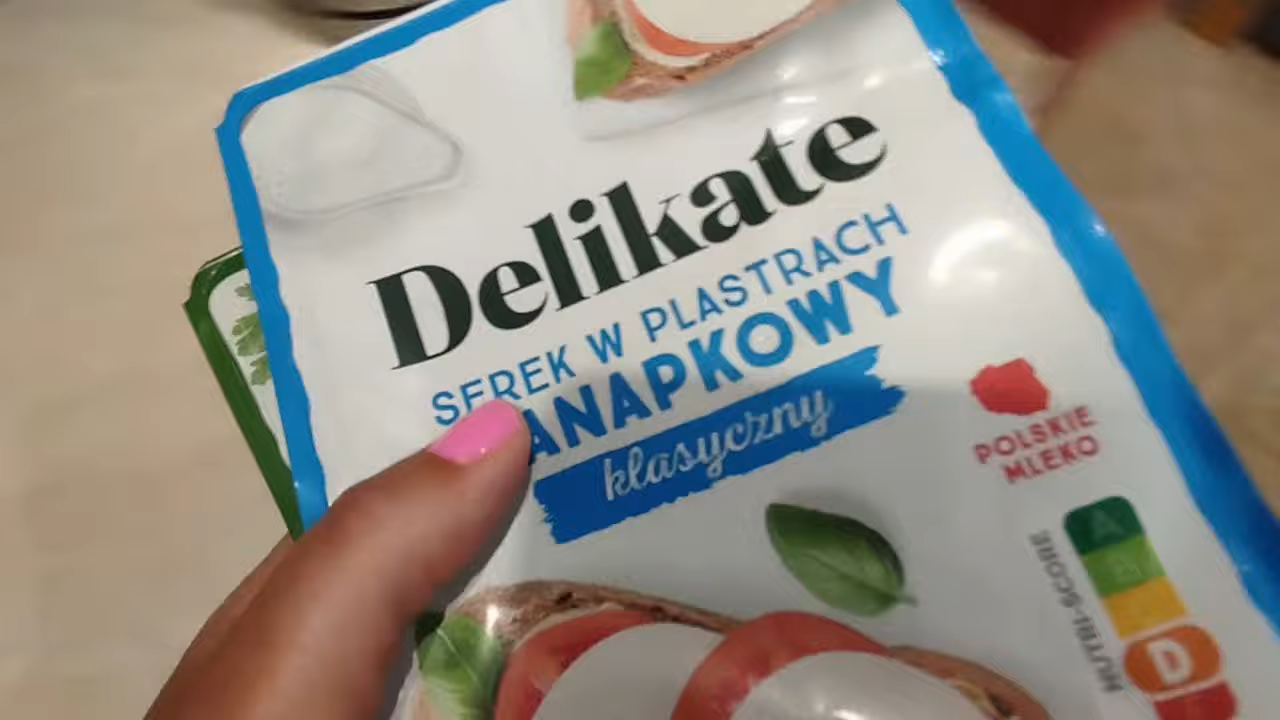 Delikate
SEREK W PLASTRACH
ANAPKOWY
klasyczny
POLSKIE
MLEKO
NUTRI-SCORE
A
B
D